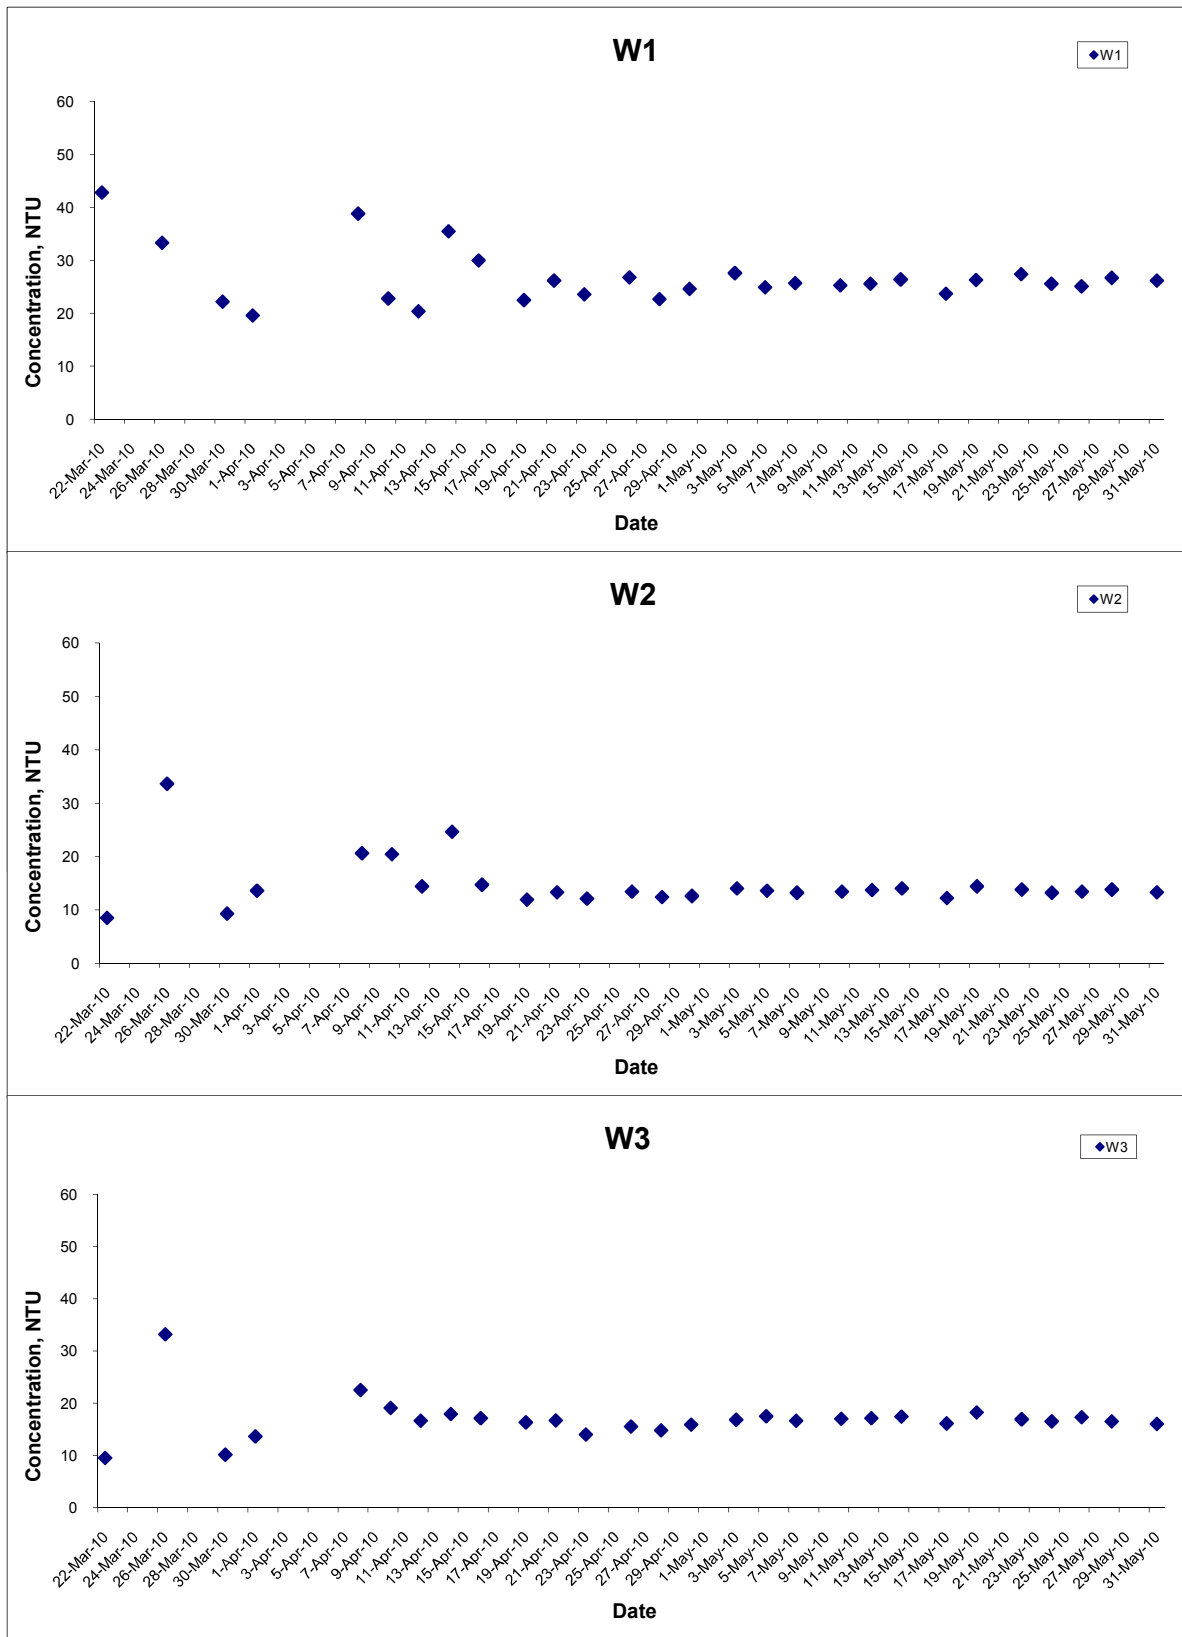 W1
W1
Concentration, NTU
60
50
40
30
20
10
0
22-Mar-10
24-Mar-10
26-Mar-10
28-Mar-10
30-Mar-10
1-Apr-10
3-Apr-10
5-Apr-10
7-Apr-10
9-Apr-10
11-Apr-10
13-Apr-10
15-Apr-10
17-Apr-10
19-Apr-10
21-Apr-10
23-Apr-10
25-Apr-10
27-Apr-10
29-Apr-10
1-May-10
3-May-10
5-May-10
7-May-10
9-May-10
11-May-10
13-May-10
15-May-10
17-May-10
19-May-10
21-May-10
23-May-10
25-May-10
27-May-10
29-May-10
31-May-10
Date
W2
W2
Concentration, NTU
60
50
40
30
20
10
0
22-Mar-10
24-Mar-10
26-Mar-10
28-Mar-10
30-Mar-10
1-Apr-10
3-Apr-10
5-Apr-10
7-Apr-10
9-Apr-10
11-Apr-10
13-Apr-10
15-Apr-10
17-Apr-10
19-Apr-10
21-Apr-10
23-Apr-10
25-Apr-10
27-Apr-10
29-Apr-10
1-May-10
3-May-10
5-May-10
7-May-10
9-May-10
11-May-10
13-May-10
15-May-10
17-May-10
19-May-10
21-May-10
23-May-10
25-May-10
27-May-10
29-May-10
31-May-10
Date
W3
W3
Concentration, NTU
60
50
40
30
20
10
0
22-Mar-10
24-Mar-10
26-Mar-10
28-Mar-10
30-Mar-10
1-Apr-10
3-Apr-10
5-Apr-10
7-Apr-10
9-Apr-10
11-Apr-10
13-Apr-10
15-Apr-10
17-Apr-10
19-Apr-10
21-Apr-10
23-Apr-10
25-Apr-10
27-Apr-10
29-Apr-10
1-May-10
3-May-10
5-May-10
7-May-10
9-May-10
11-May-10
13-May-10
15-May-10
17-May-10
19-May-10
21-May-10
23-May-10
25-May-10
27-May-10
29-May-10
31-May-10
Date